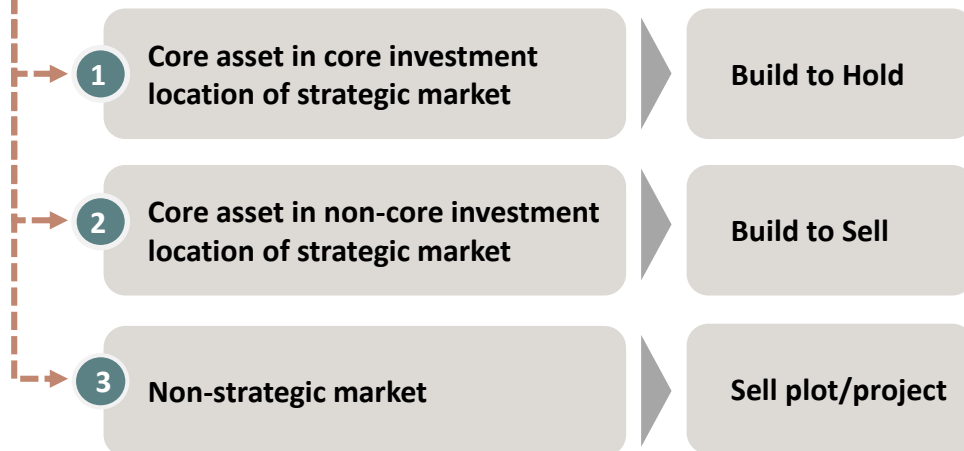 1
Core asset in core investment
location of strategic market
Build to Hold
2
Core asset in non-core investment
location of strategic market
Build to Sell
3
Non-strategic market
Sell plot/project